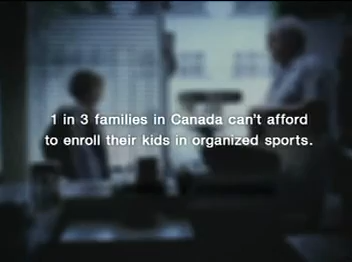 1 in 3 families in Canada can't afford
to enroll their kids in organized sports.